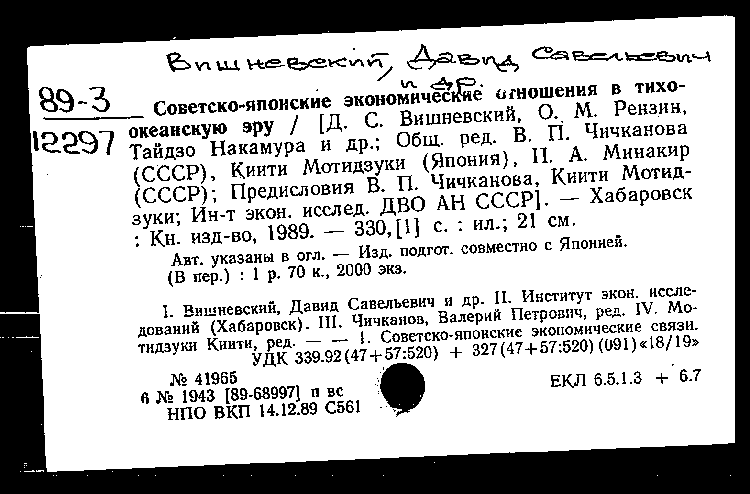 Вишневский, Давид Савельевич
и др.
89-3
12297
Советско-японские экономические отношения в тихо-
океанскую эру / [Д. С. Вишневский, О. М. Рензин,
Тайдзо Накамура и др.; Общ. ред. В. П. Чичканова
(СССР), Киити Мотидзуки (Япония), П. А. Минакир
(СССР); Предисловия В. П. Чичканова, Киити Мотид-
зуки; Ин-т экон. исслед. ДВО АН СССР]. — Хабаровск
: Кн. изд-во, 1989. — 330,[1] с. : ил.; 21 см.
Авт. указаны в огл. — Изд. подгот. совместно с Японией.
(В пер.) : 1 р. 70 к., 2000 экз.
I. Вишневский, Давид Савельевич и др. II. Институт экон. иссле-
дований (Хабаровск). III. Чичканов, Валерий Петрович, ред. IV. Мо-
тидзуки Киити, ред. — — 1. Советско-японские экономические связи.
УДК 339.92(47+57:520) + 327(47+57:520)(091)«18/19»
№ 41965
6 № 1943 [89-68997] п вс
НПО ВКП 14.12.89 С561
ЕКЛ 6.5.1.3 + 6.7